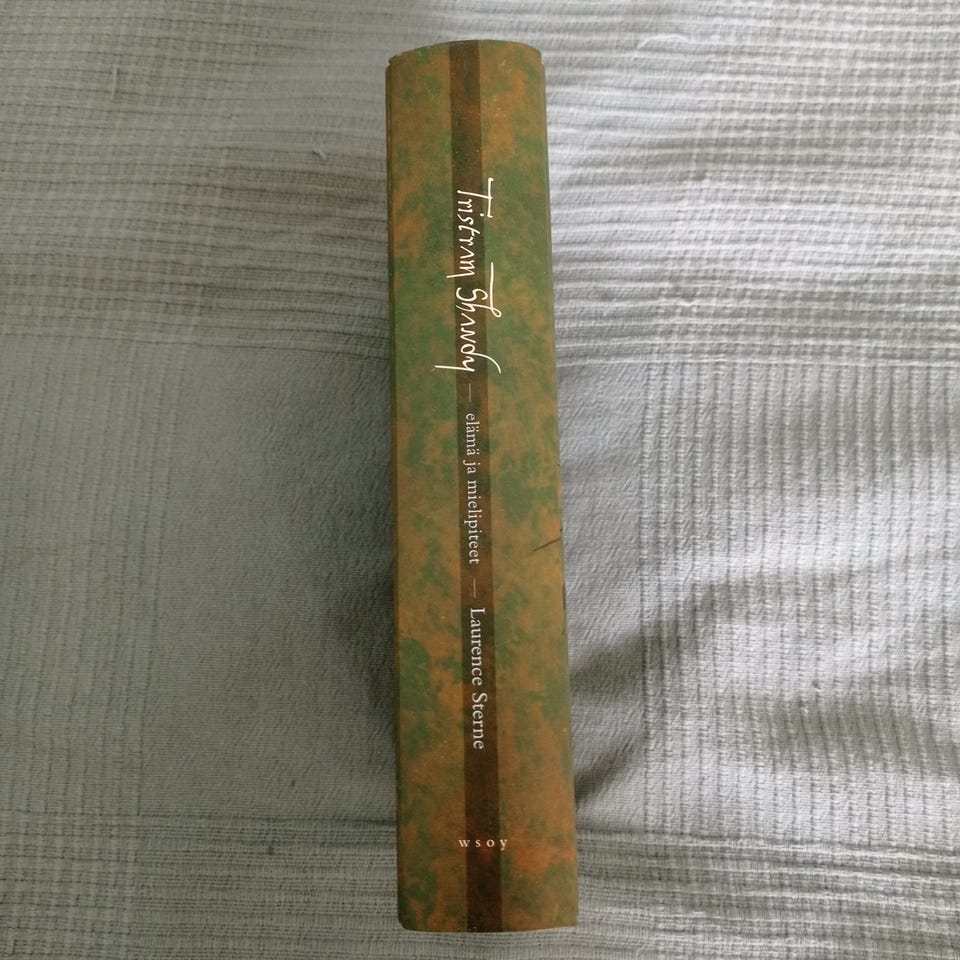 Tristram Shandy — elämä ja mielipiteet — Laurence Sterne
wsoy